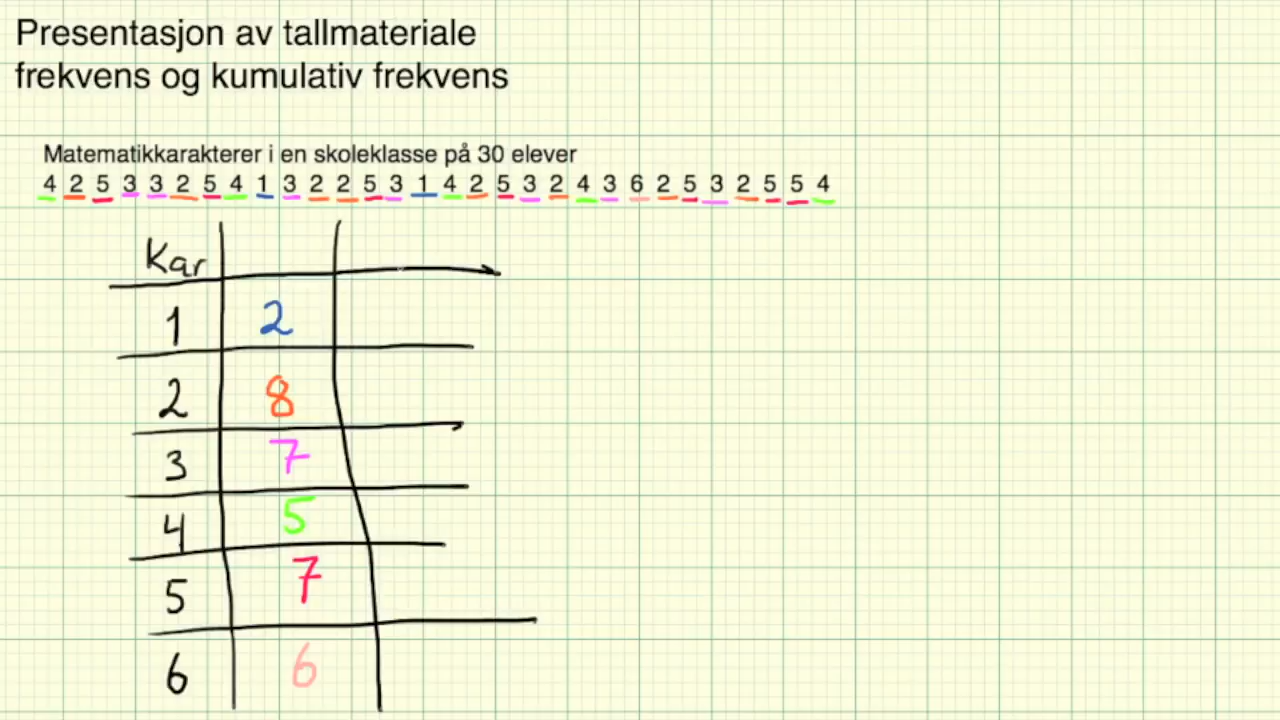 Presentasjon av tallmateriale
frekvens og kumulativ frekvens
Matematikkarakterer i en skoleklasse på 30 elever
4 2 5 3 3 2 5 4 1 3 2 2 5 3 1 4 2 5 3 2 4 3 6 2 5 3 2 5 5 4
Kar
1 2
2 8
3 7
4 5
5 7
6 6